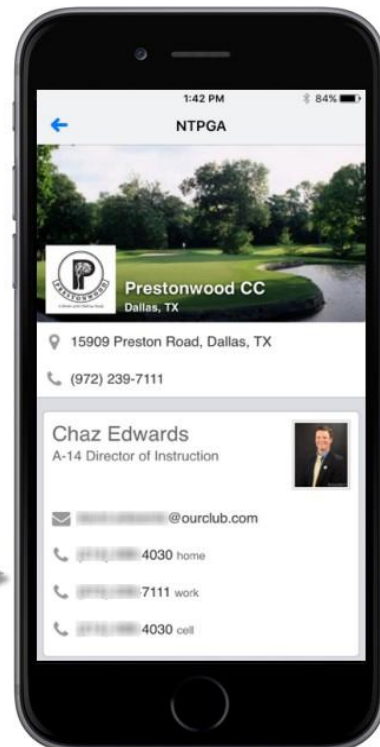 1:42 PM 84%
NTPGA
P
PRESTONWOOD
Prestonwood CC
Dallas, TX
15909 Preston Road, Dallas, TX
(972) 239-7111
Chaz Edwards
A-14 Director of Instruction
@ourclub.com
4030 home
-7111 work
4030 cell